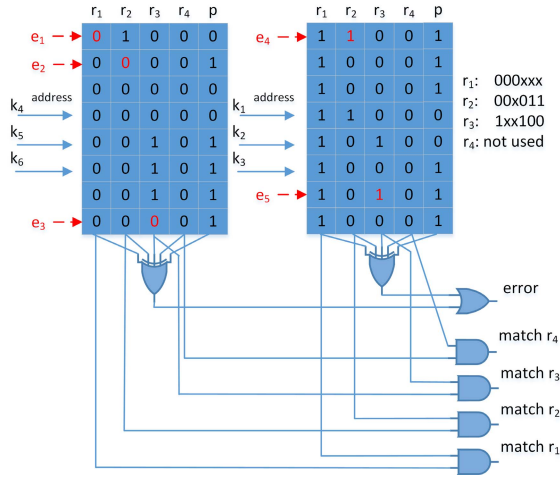 r₁ r₂ r₃ r₄ p r₁ r₂ r₃ r₄ p
e₁ 0 1 0 0 0 e₄ 1 1 0 0 1
e₂ 0 0 0 0 1 1 0 0 0 1
address 0 0 0 0 0 address 1 0 0 0 1
k₄ 0 0 0 0 0 k₁ 1 1 0 0 0
k₅ 0 0 1 0 1 k₂ 1 0 1 0 0
k₆ 0 0 1 0 1 k₃ 1 0 0 0 1
0 0 1 0 1 e₅ 1 0 1 0 1
e₃ 0 0 0 0 1 1 0 0 0 1
r₁: 000xxx
r₂: 00x011
r₃: 1xx100
r₄: not used
error
match r₄
match r₃
match r₂
match r₁